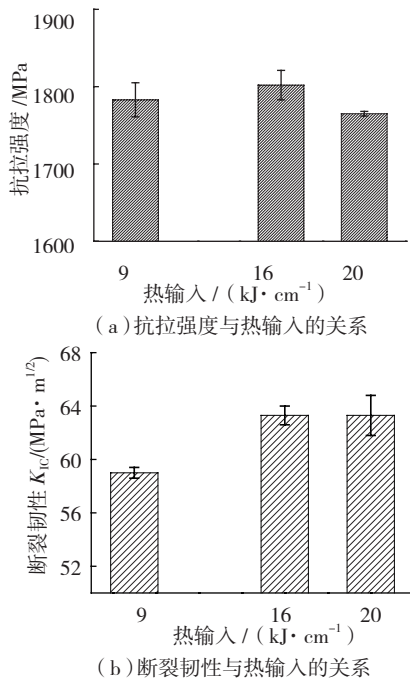 1900
1800
1700
1600
抗拉强度 /MPa
9 16 20
热输入 /（kJ· cm⁻¹）
（a）抗拉强度与热输入的关系
68
64
60
56
52
断裂韧性 K_IC/(MPa· m^1/2)
9 16 20
热输入 /（kJ· cm⁻¹）
（b）断裂韧性与热输入的关系